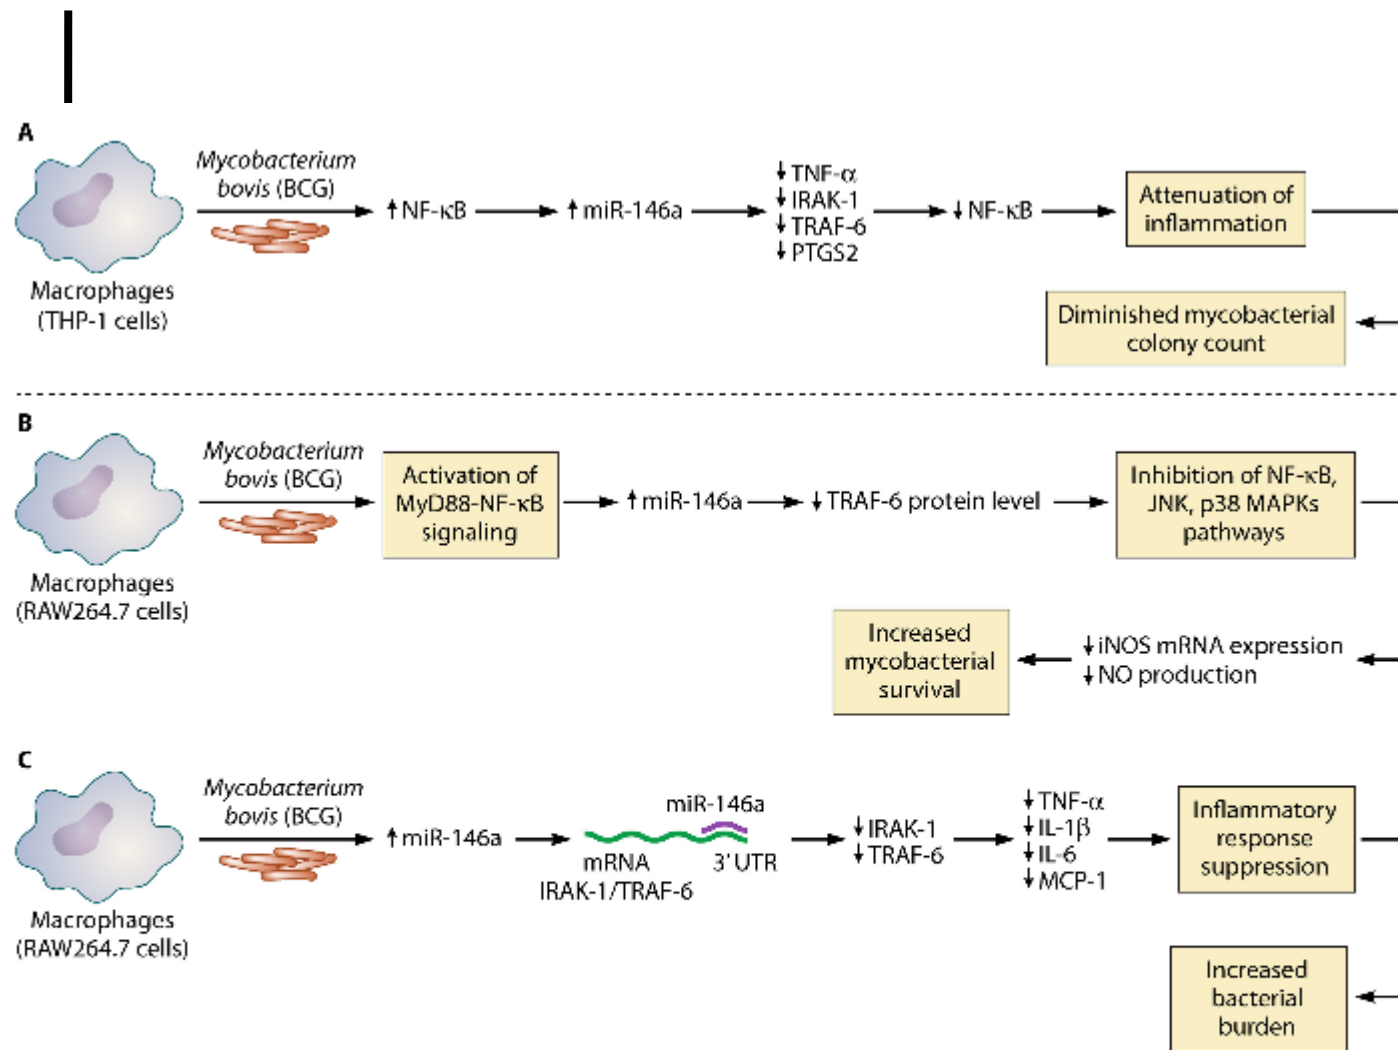 A
Mycobacterium
bovis (BCG)
Macrophages
(THP-1 cells)
↑ NF-κB
↑ miR-146a
↓ TNF-α
↓ IRAK-1
↓ TRAF-6
↓ PTGS2
↓ NF-κB
Attenuation of
inflammation
Diminished mycobacterial
colony count
B
Mycobacterium
bovis (BCG)
Macrophages
(RAW264.7 cells)
Activation of
MyD88-NF-κB
signaling
↑ miR-146a
↓ TRAF-6 protein level
Inhibition of NF-κB,
JNK, p38 MAPKs
pathways
↓ iNOS mRNA expression
↓ NO production
Increased
mycobacterial
survival
C
Mycobacterium
bovis (BCG)
Macrophages
(RAW264.7 cells)
↑ miR-146a
miR-146a
mRNA 3' UTR
IRAK-1/TRAF-6
↓ IRAK-1
↓ TRAF-6
↓ TNF-α
↓ IL-1β
↓ IL-6
↓ MCP-1
Inflammatory
response
suppression
Increased
bacterial
burden